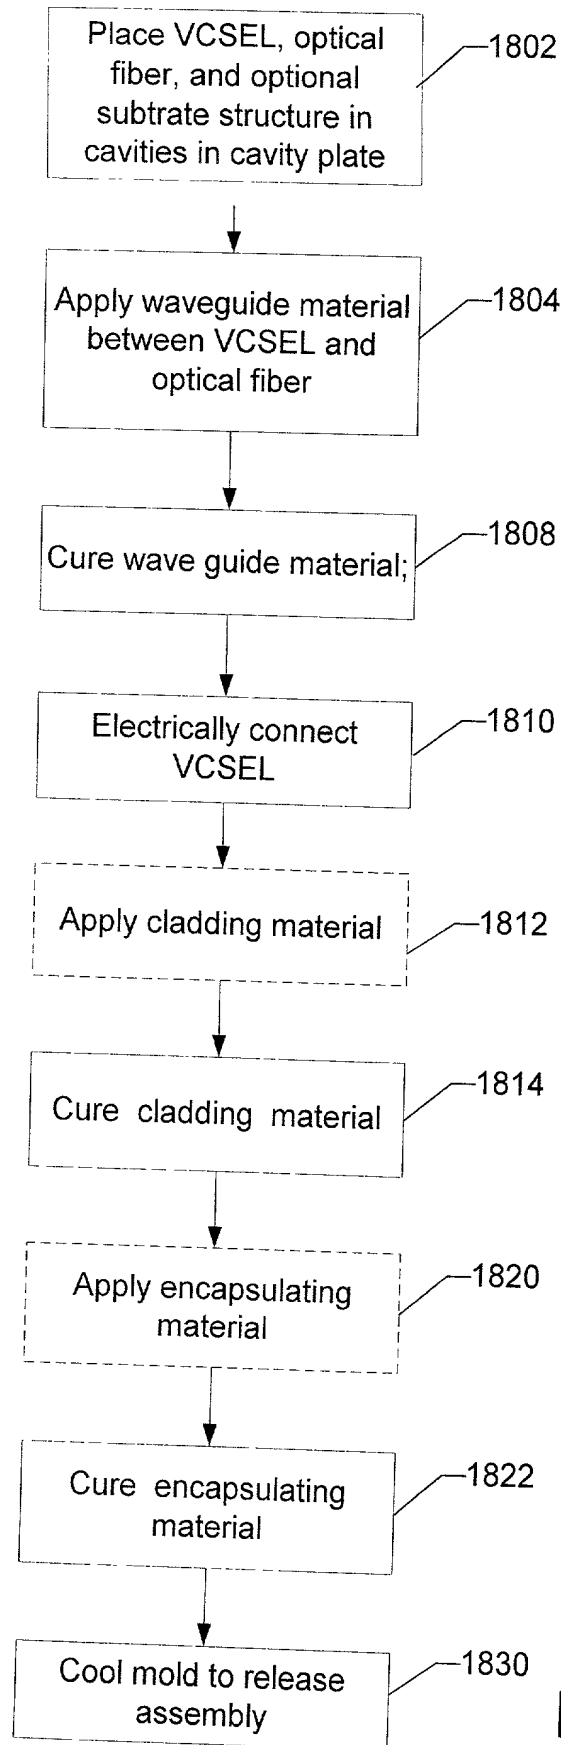 Place VCSEL, optical
fiber, and optional
subtrate structure in
cavities in cavity plate
1802
Apply waveguide material
between VCSEL and
optical fiber
1804
Cure wave guide material;
1808
Electrically connect
VCSEL
1810
Apply cladding material
1812
Cure cladding material
1814
Apply encapsulating
material
1820
Cure encapsulating
material
1822
Cool mold to release
assembly
1830